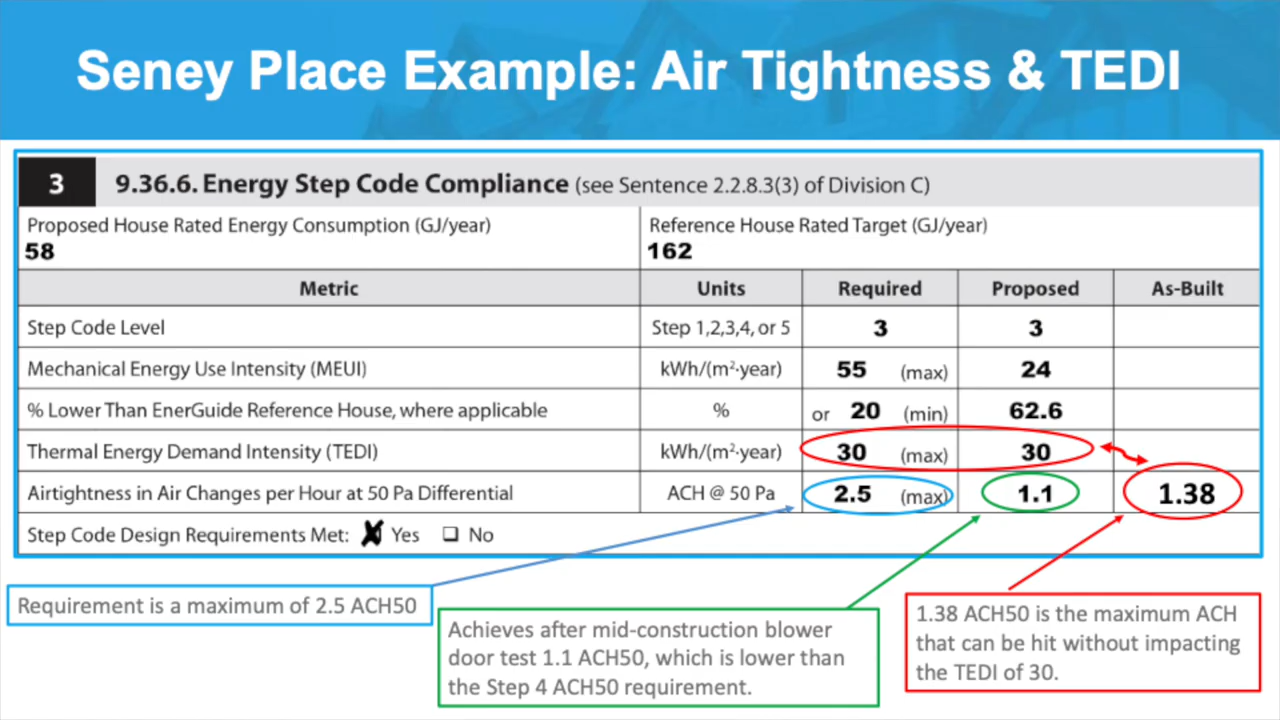 Seney Place Example: Air Tightness & TEDI
3 9.36.6. Energy Step Code Compliance (see Sentence 2.2.8.3(3) of Division C)
Proposed House Rated Energy Consumption (GJ/year) Reference House Rated Target (GJ/year)
58 162
Metric Units Required Proposed As-Built
Step Code Level Step 1,2,3,4, or 5 3 3
Mechanical Energy Use Intensity (MEUI) kWh/(m²·year) 55 (max) 24
% Lower Than EnerGuide Reference House, where applicable % or 20 (min) 62.6
Thermal Energy Demand Intensity (TEDI) kWh/(m²·year) 30 (max) 30
Airtightness in Air Changes per Hour at 50 Pa Differential ACH @ 50 Pa 2.5 (max) 1.1 1.38
Step Code Design Requirements Met: Yes No
Requirement is a maximum of 2.5 ACH50
Achieves after mid-construction blower
door test 1.1 ACH50, which is lower than
the Step 4 ACH50 requirement.
1.38 ACH50 is the maximum ACH
that can be hit without impacting
the TEDI of 30.